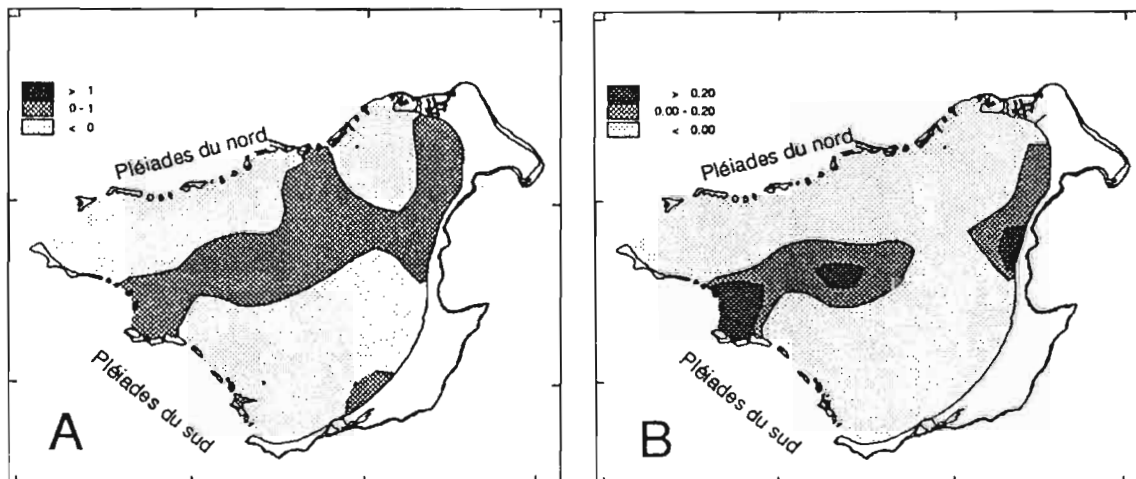 > 1
0 - 1
< 0
Pléiades du nord
Pléiades du sud
A
> 0.20
0.00 - 0.20
< 0.00
Pléiades du nord
Pléiades du sud
B